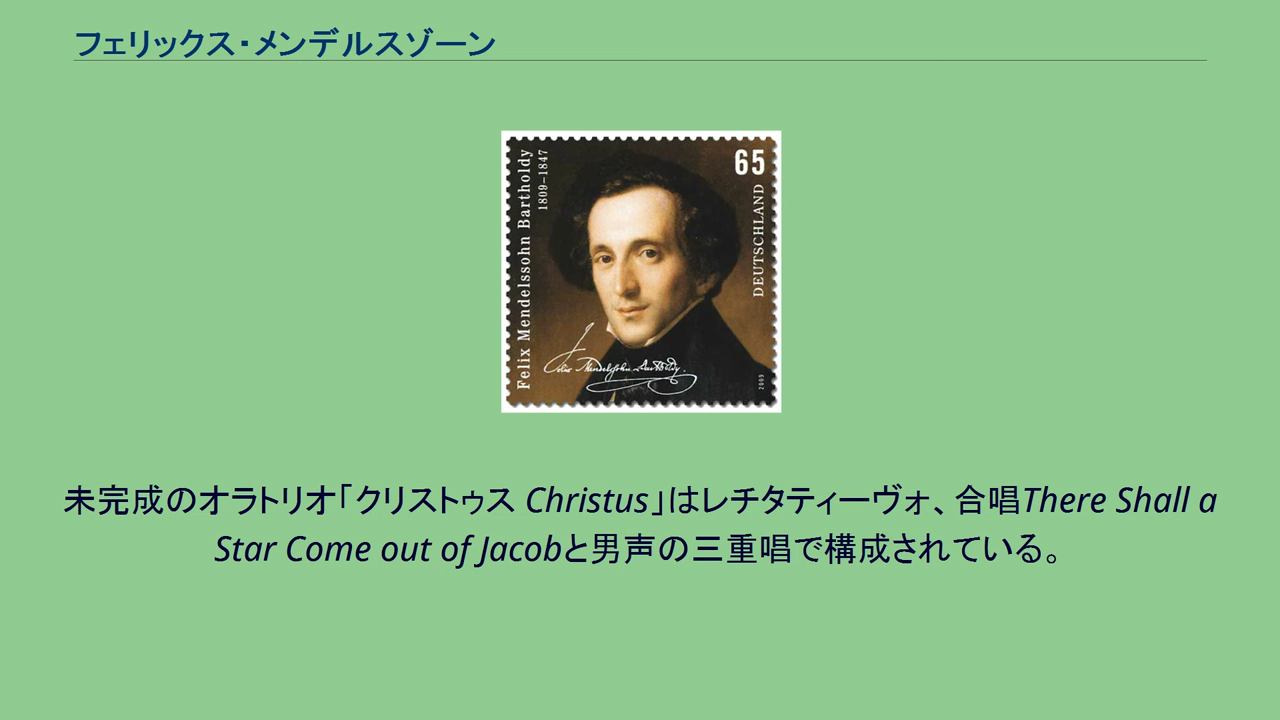 フェリックス・メンデルスゾーン
Felix Mendelssohn Bartholdy
1809–1847
65
DEUTSCHLAND
Felix Mendelssohn Bartholdy.
2009
未完成のオラトリオ「クリストゥス Christus」はレチタティーヴォ、合唱There Shall a
Star Come out of Jacobと男声の三重唱で構成されている。